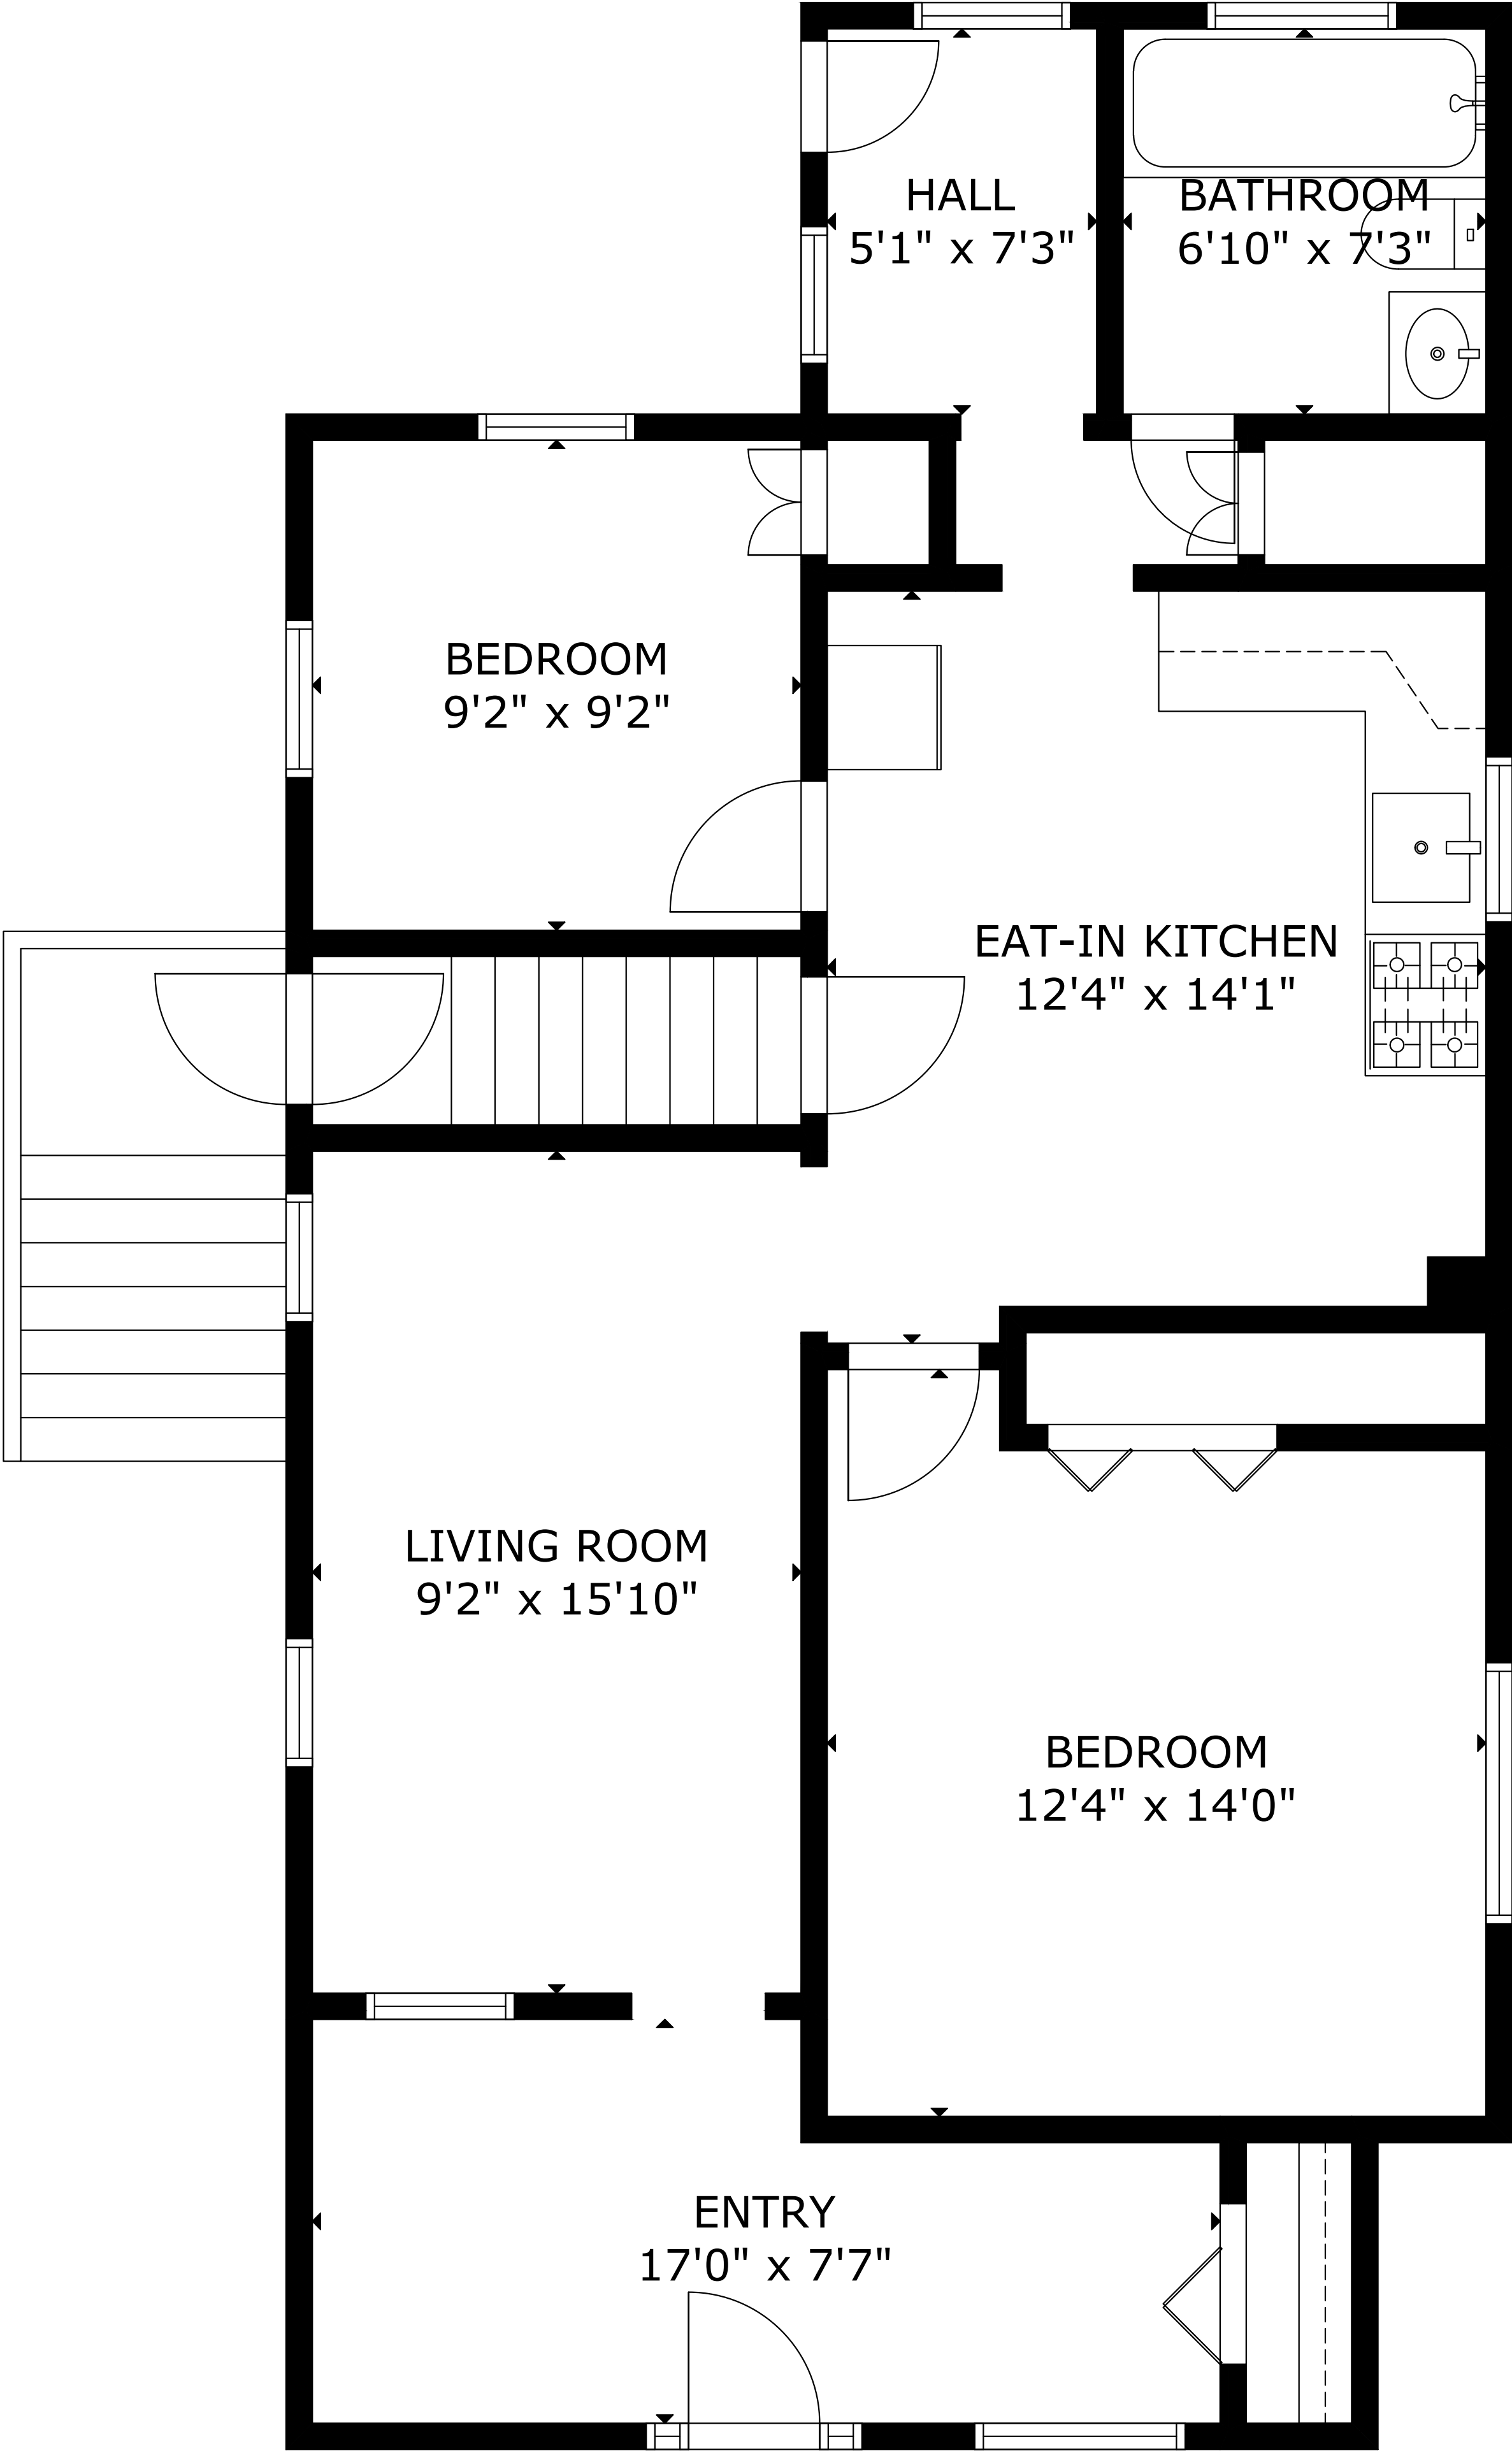 HALL
5'1" x 7'3"
BATHROOM
6'10" x 7'3"
BEDROOM
9'2" x 9'2"
EAT-IN KITCHEN
12'4" x 14'1"
LIVING ROOM
9'2" x 15'10"
BEDROOM
12'4" x 14'0"
ENTRY
17'0" x 7'7"